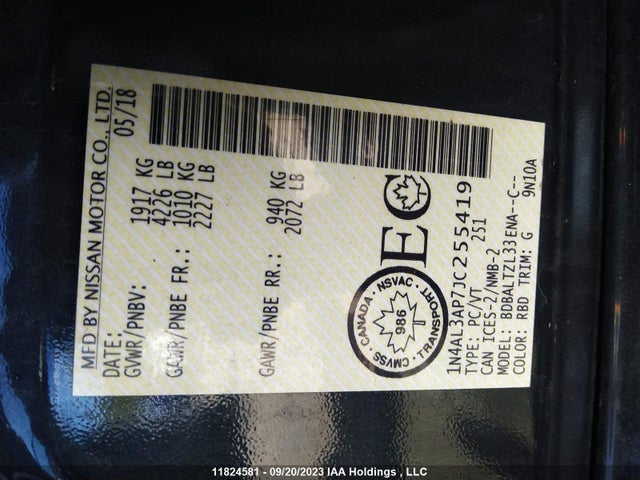 MFD BY NISSAN MOTOR CO., LTD.
DATE: 05/18
GVWR/PNBV: 1917 KG
4226 LB
GAWR/PNBE FR.: 1010 KG
2227 LB
GAWR/PNBE RR.: 940 KG
2072 LB
CANADA · NSVAC · TRANSPORT · CMVSS
986
EC
1N4AL3AP7JC255419
TYPE: PC/VT 251
CAN ICES-2/NMB-2
MODEL: BDBALTZL33ENA--C--
COLOR: RBD TRIM: G 9N10A
11824581 - 09/20/2023 IAA Holdings , LLC